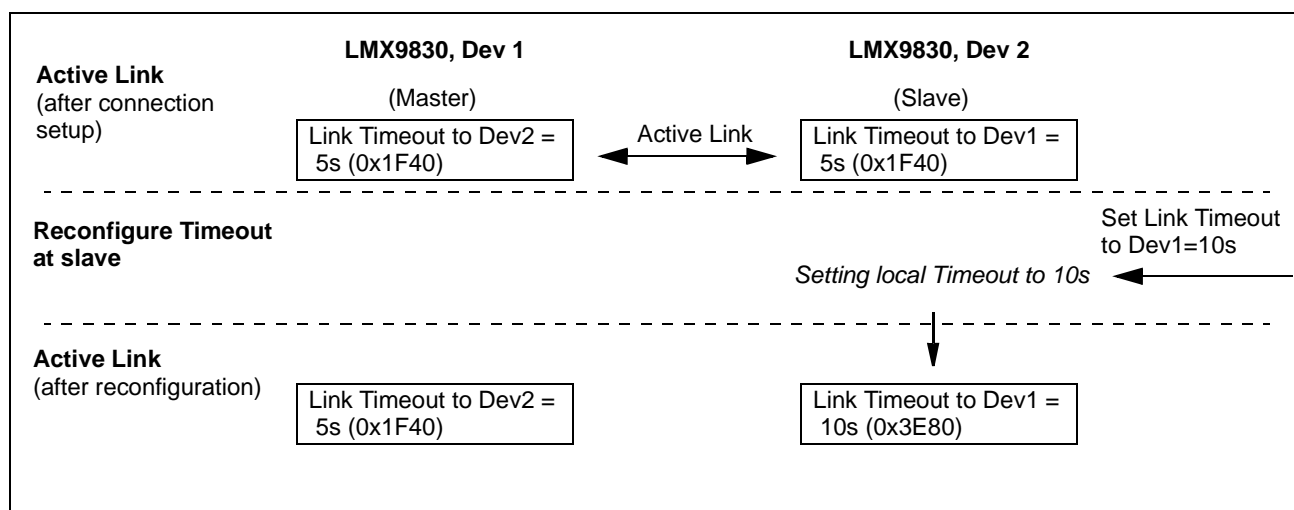 LMX9830, Dev 1
LMX9830, Dev 2
Active Link
(after connection
setup)
(Master)
(Slave)
Link Timeout to Dev2 =
5s (0x1F40)
Active Link
Link Timeout to Dev1 =
5s (0x1F40)
Reconfigure Timeout
at slave
Set Link Timeout
to Dev1=10s
Setting local Timeout to 10s
Active Link
(after reconfiguration)
Link Timeout to Dev2 =
5s (0x1F40)
Link Timeout to Dev1 =
10s (0x3E80)